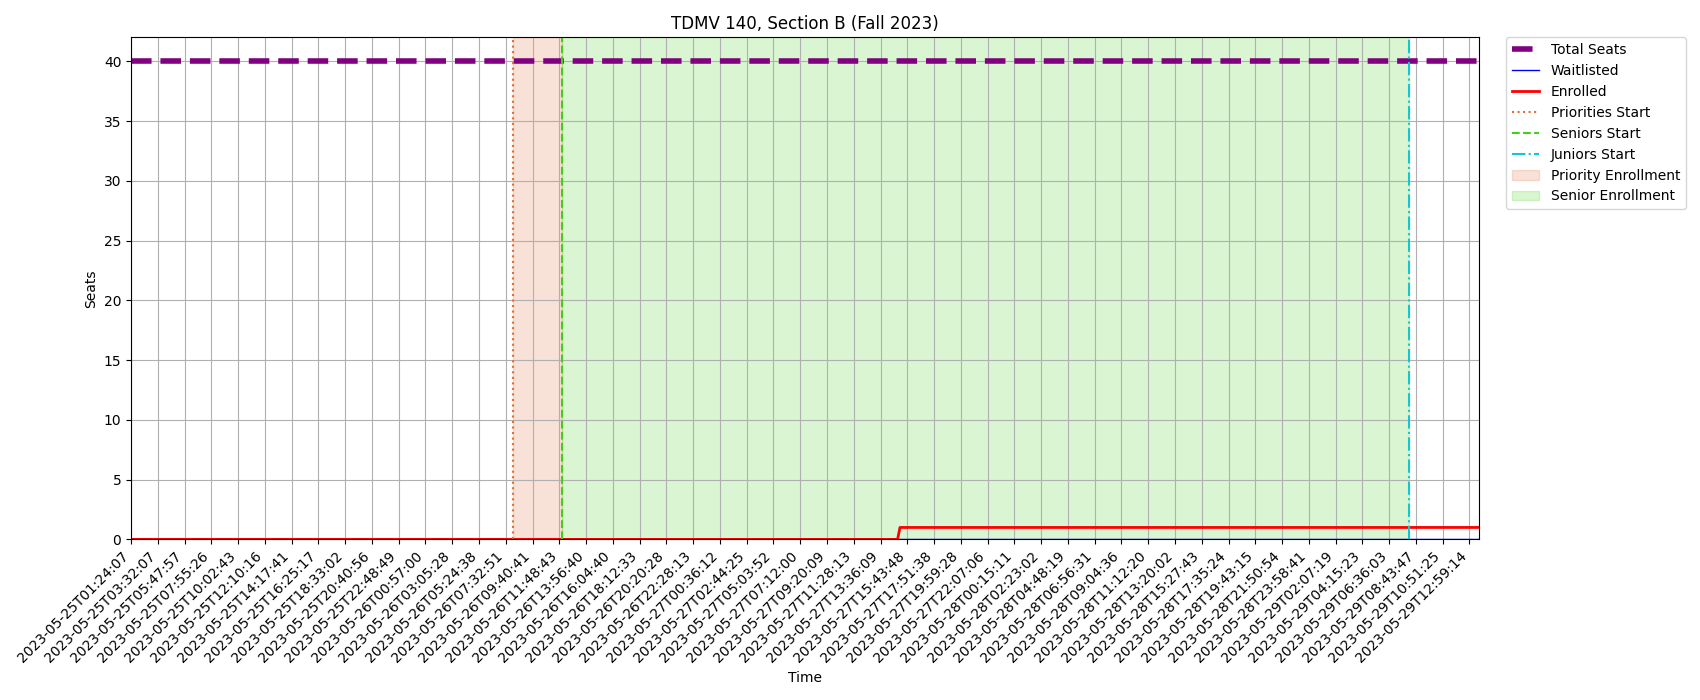 TDMV 140, Section B (Fall 2023)
Total Seats
Waitlisted
Enrolled
Priorities Start
Seniors Start
Juniors Start
Priority Enrollment
Senior Enrollment
Seats
40
35
30
25
20
15
10
5
0
2023-05-25T01:24:07
2023-05-25T03:32:07
2023-05-25T05:47:57
2023-05-25T07:55:26
2023-05-25T10:02:43
2023-05-25T12:10:16
2023-05-25T14:17:41
2023-05-25T16:25:17
2023-05-25T18:33:02
2023-05-25T20:40:56
2023-05-25T22:48:49
2023-05-26T00:57:00
2023-05-26T03:05:28
2023-05-26T05:24:38
2023-05-26T07:32:51
2023-05-26T09:40:41
2023-05-26T11:48:43
2023-05-26T13:56:40
2023-05-26T16:04:40
2023-05-26T18:12:33
2023-05-26T20:20:28
2023-05-26T22:28:13
2023-05-27T00:36:12
2023-05-27T02:44:25
2023-05-27T05:03:52
2023-05-27T07:12:00
2023-05-27T09:20:09
2023-05-27T11:28:13
2023-05-27T13:36:09
2023-05-27T15:43:48
2023-05-27T17:51:38
2023-05-27T19:59:28
2023-05-27T22:07:06
2023-05-28T00:15:11
2023-05-28T02:23:02
2023-05-28T04:48:19
2023-05-28T06:56:31
2023-05-28T09:04:36
2023-05-28T11:12:20
2023-05-28T13:20:02
2023-05-28T15:27:43
2023-05-28T17:35:24
2023-05-28T19:43:15
2023-05-28T21:50:54
2023-05-28T23:58:41
2023-05-29T02:07:19
2023-05-29T04:15:23
2023-05-29T06:36:03
2023-05-29T08:43:47
2023-05-29T10:51:25
2023-05-29T12:59:14
Time